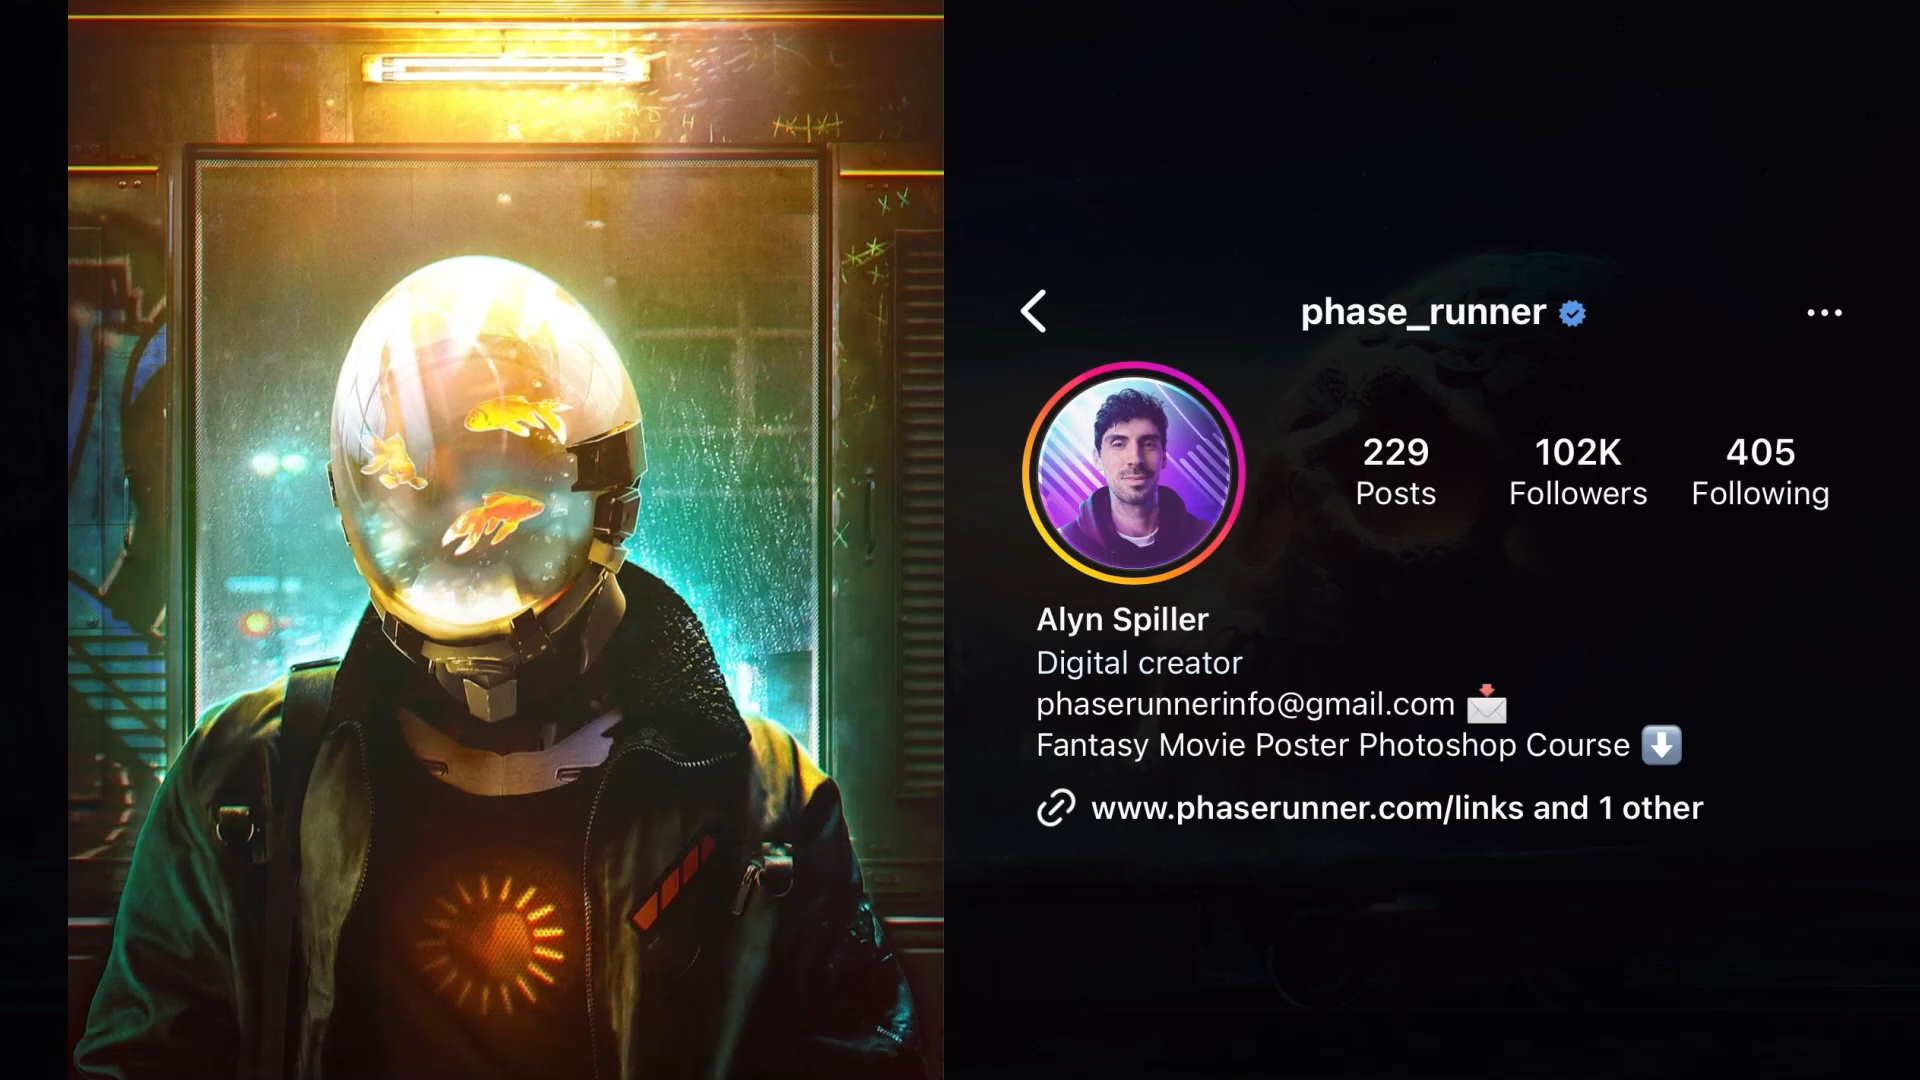 phase_runner
229
Posts
102K
Followers
405
Following
Alyn Spiller
Digital creator
phaserunnerinfo@gmail.com 📩
Fantasy Movie Poster Photoshop Course ⬇️
www.phaserunner.com/links and 1 other